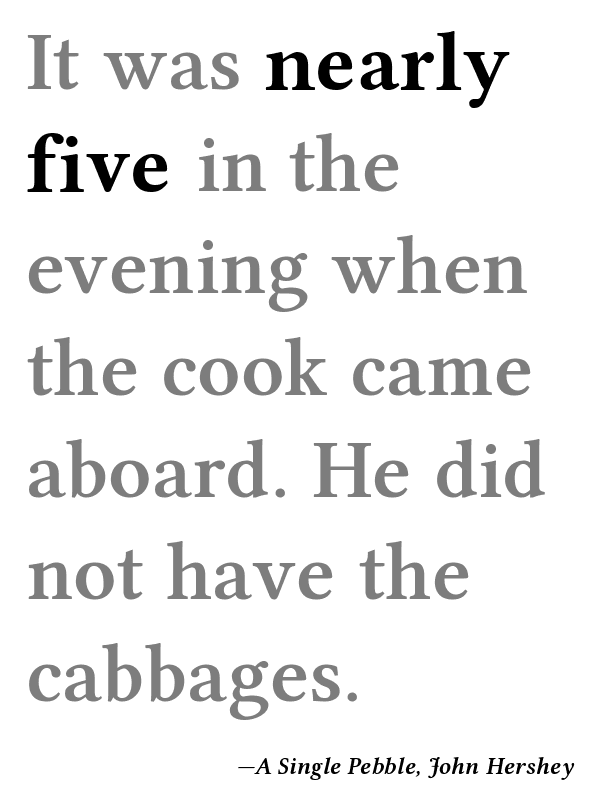 It was nearly
five in the
evening when
the cook came
aboard. He did
not have the
cabbages.
—A Single Pebble, John Hershey